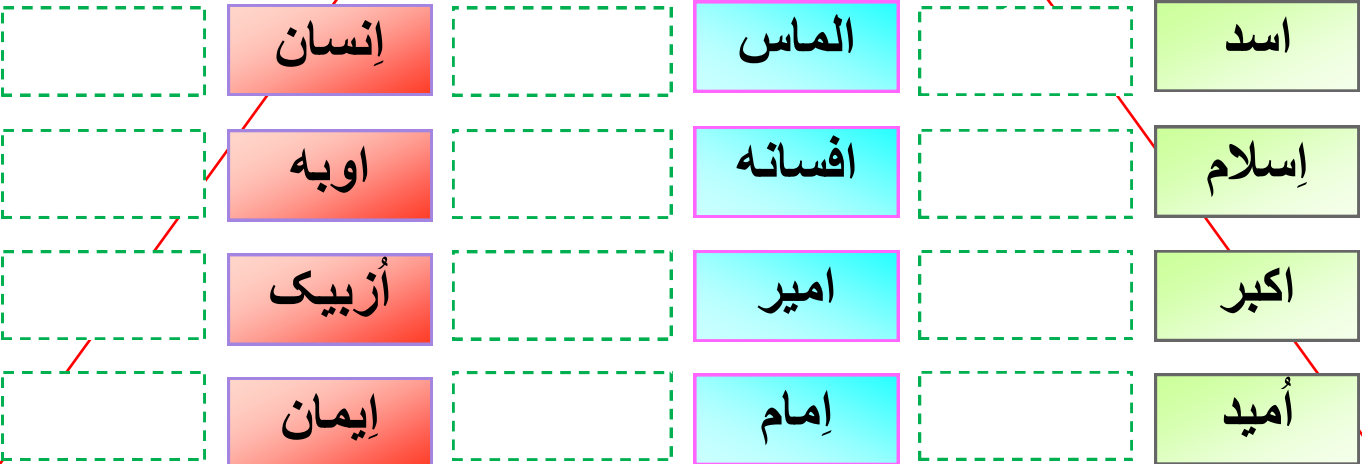 اسد
الماس
اِنسان
اِسلام
افسانه
اوبه
اکبر
امیر
اُزبیک
اُمید
اِمام
اِیمان